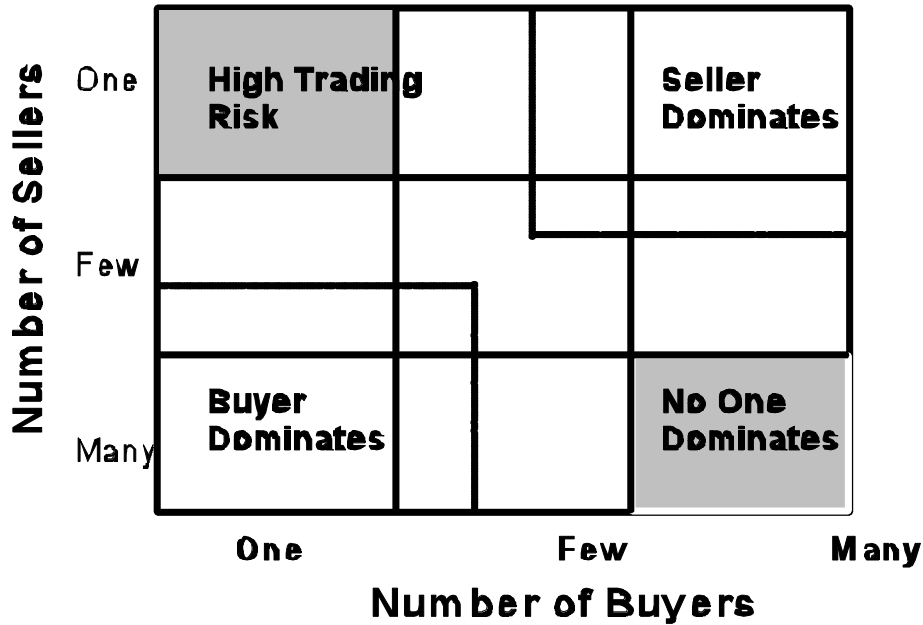 Number of Sellers
One
High Trading
Risk
Seller
Dominates
Few
Many
Buyer
Dominates
No One
Dominates
One Few Many
Number of Buyers